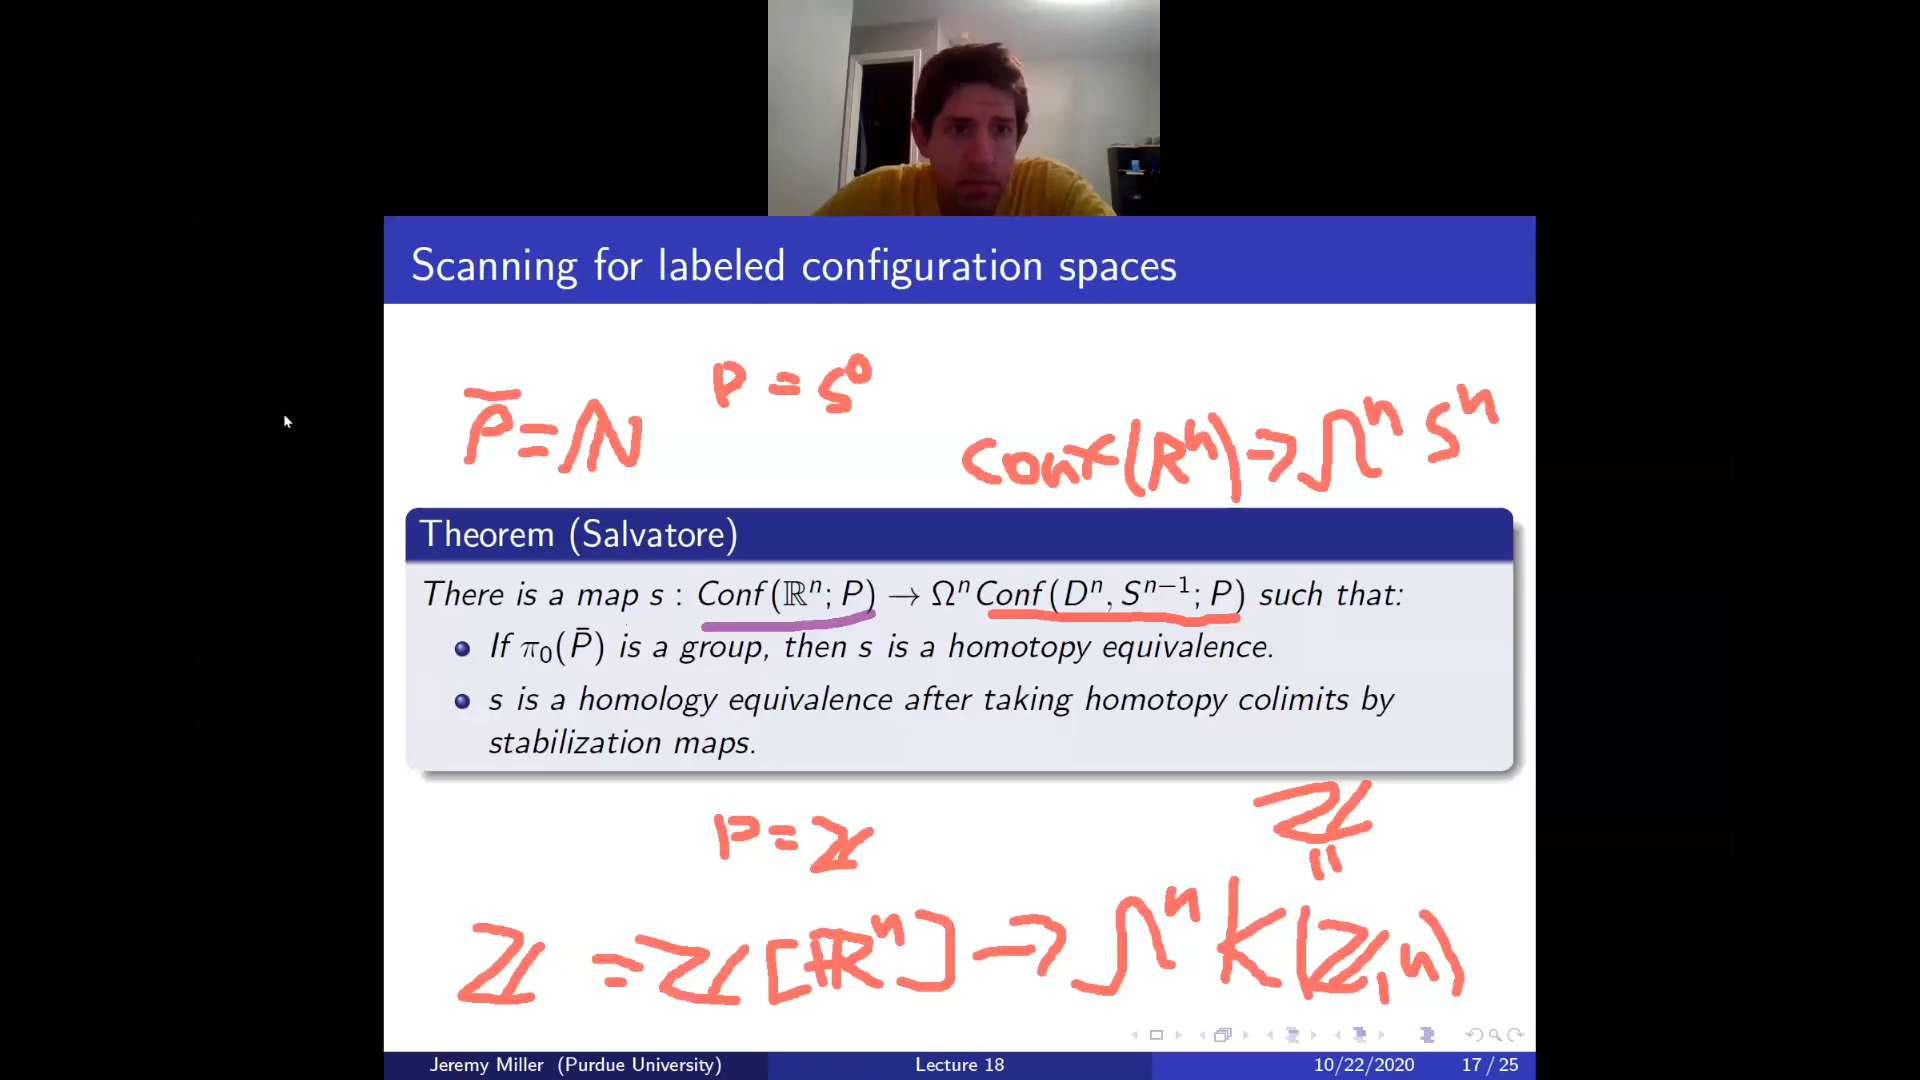 Scanning for labeled configuration spaces
P = S⁰
P̄ = ℕ
Conf(ℝⁿ) → Ωⁿ Sⁿ
Theorem (Salvatore)
There is a map s : Conf(ℝⁿ; P) → ΩⁿConf(Dⁿ, Sⁿ⁻¹; P) such that:
If π₀(P̄) is a group, then s is a homotopy equivalence.
s is a homology equivalence after taking homotopy colimits by
stabilization maps.
P = ℤ
ℤ
=
ℤ = ℤ[ℝⁿ] → Ωⁿ K(ℤ, n)
Jeremy Miller (Purdue University) Lecture 18 10/22/2020 17 / 25